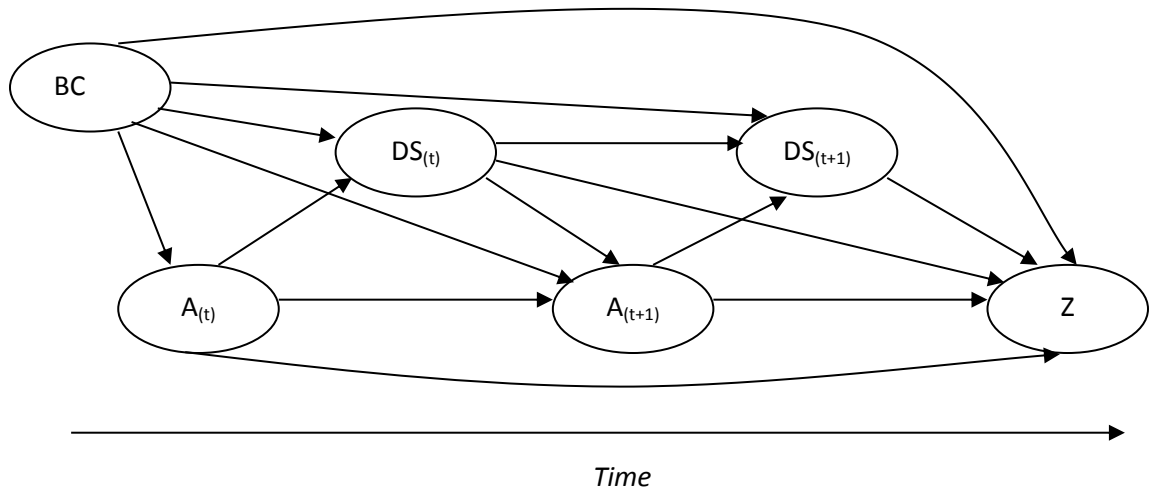 BC
DS(t)
DS(t+1)
A(t)
A(t+1)
Z
Time